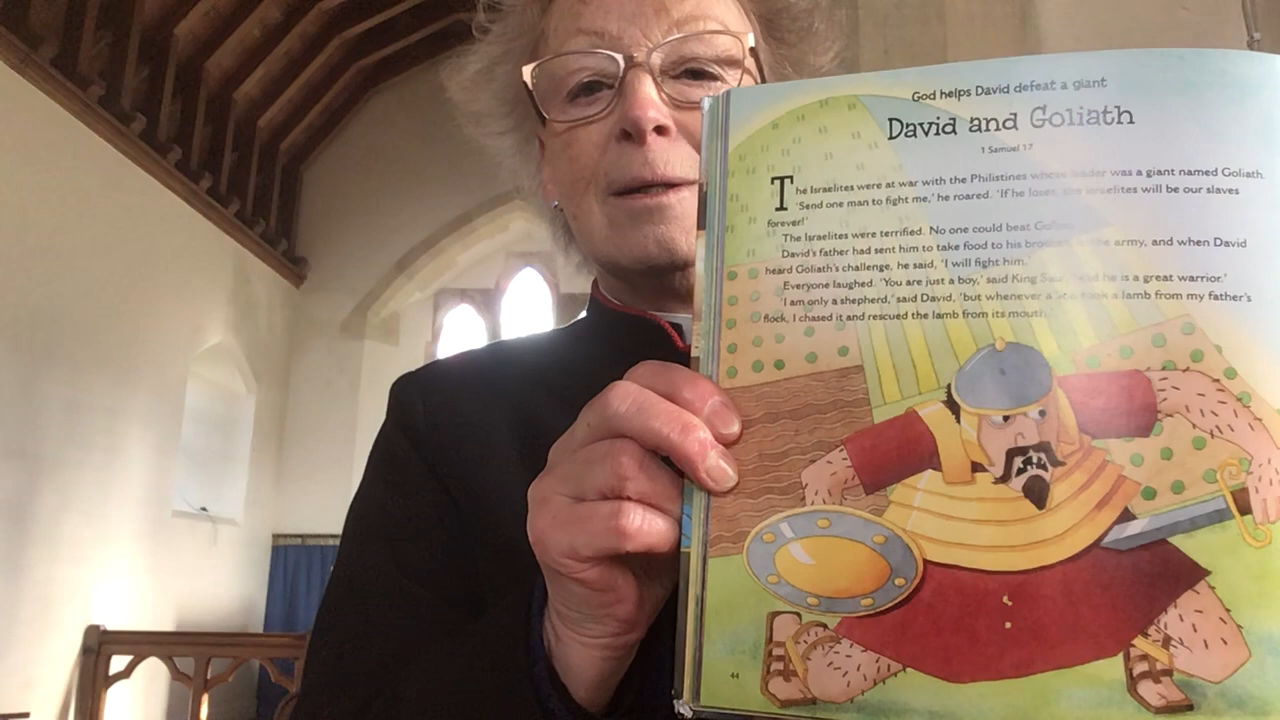 God helps David defeat a giant
David and Goliath
1 Samuel 17
The Israelites were at war with the Philistines whose leader was a giant named Goliath.
'Send one man to fight me,' he roared. 'If he loses, the Israelites will be our slaves
forever!'
The Israelites were terrified. No one could beat Goliath.
David's father had sent him to take food to his brothers in the army, and when David
heard Goliath's challenge, he said, 'I will fight him.'
Everyone laughed. 'You are just a boy,' said King Saul, 'and he is a great warrior.'
'I am only a shepherd,' said David, 'but whenever a lion took a lamb from my father's
flock, I chased it and rescued the lamb from its mouth.'
44